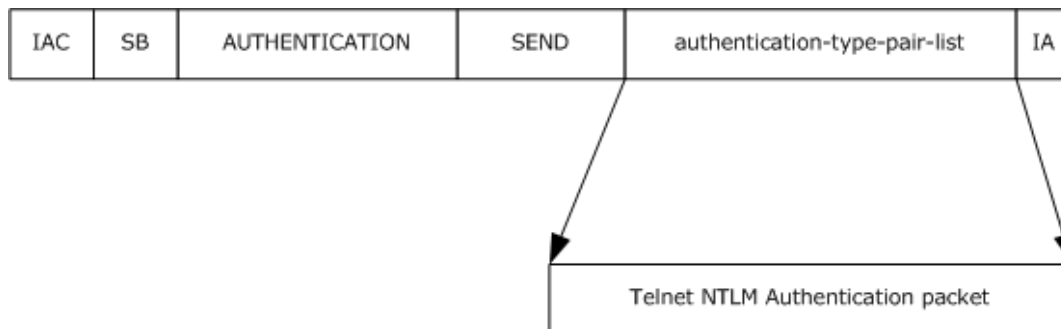 IAC SB AUTHENTICATION SEND authentication-type-pair-list IA
Telnet NTLM Authentication packet